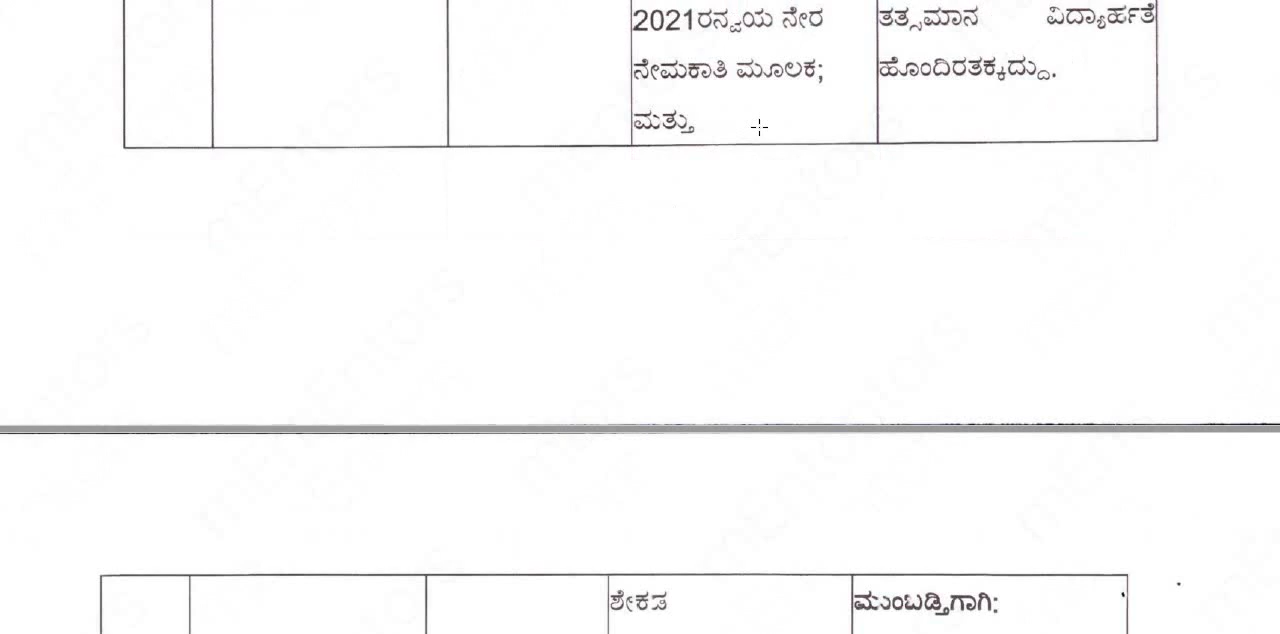 2021ರನ್ವಯ ನೇರ
ನೇಮಕಾತಿ ಮೂಲಕ;
ಮತ್ತು
ತತ್ಸಮಾನ ವಿದ್ಯಾರ್ಹತೆ
ಹೊಂದಿರತಕ್ಕದ್ದು.
ಶೇಕಡ
ಮುಂಬಡ್ತಿಗಾಗಿ: